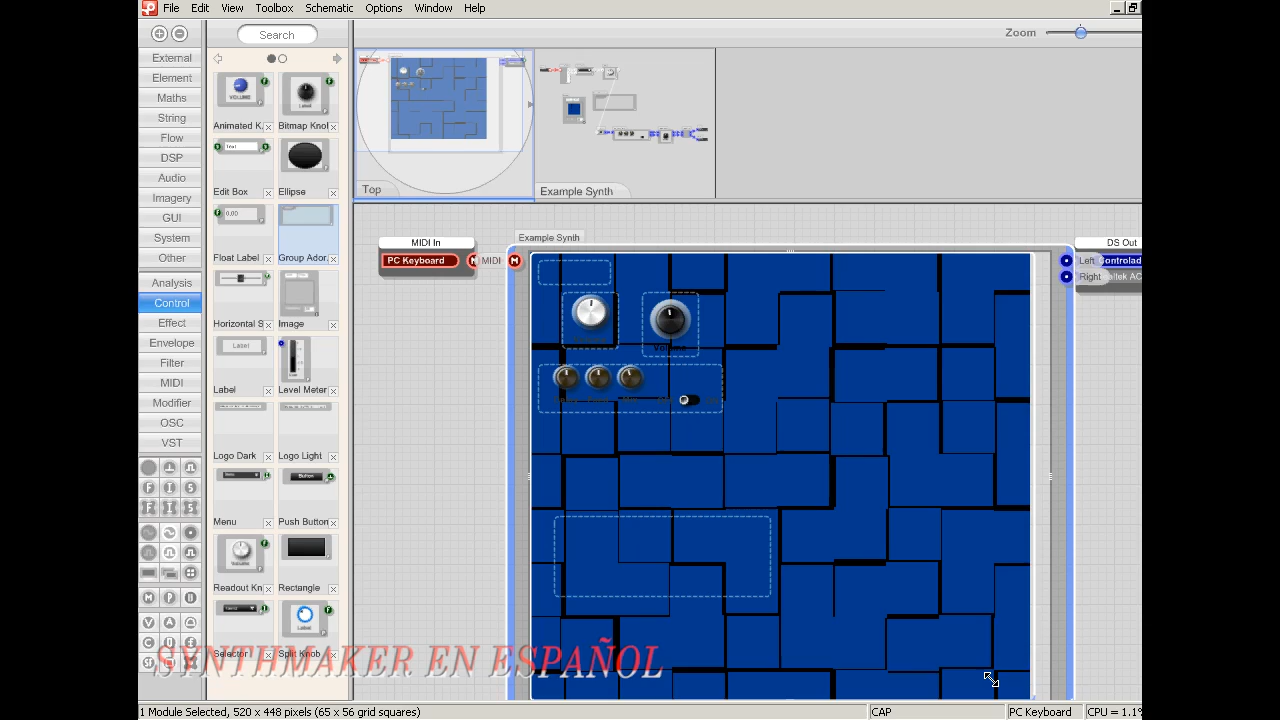 File Edit View Toolbox Schematic Options Window Help
Search
Zoom
External
Element
Maths
String
Flow
DSP
Audio
Imagery
GUI
System
Other
Analysis
Control
Effect
Envelope
Filter
MIDI
Modifier
OSC
VST
Animated K. Bitmap Knol
Edit Box Ellipse
Float Label Group Ador.
Horizontal S Image
Label Level Meter
Logo Dark Logo Light
Menu Push Button
Readout Kn Rectangle
Selector Split Knob
Top
Example Synth
MIDI In
PC Keyboard
MIDI
Example Synth
DS Out
Left Controlad
Right altek AC
Volume
SYNTHMAKER EN ESPAÑOL
1 Module Selected, 520 x 448 pixels (65 x 56 grid squares)
CAP
PC Keyboard
CPU = 1.1%